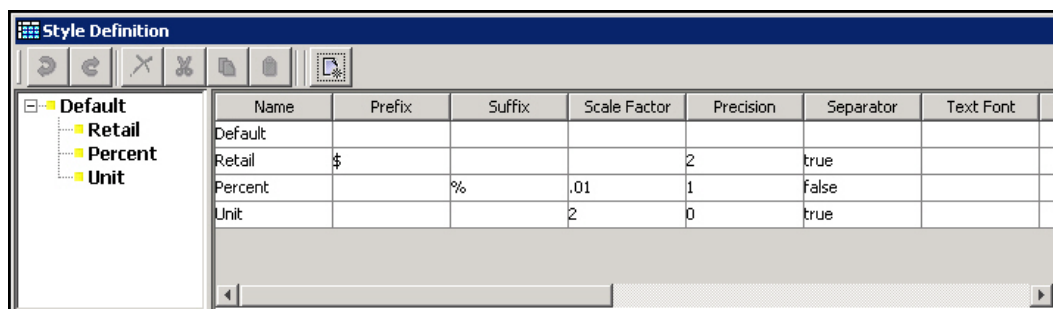 Style Definition
Default
Retail
Percent
Unit
Name Prefix Suffix Scale Factor Precision Separator Text Font
Default
Retail $ 2 true
Percent % .01 1 false
Unit 2 0 true